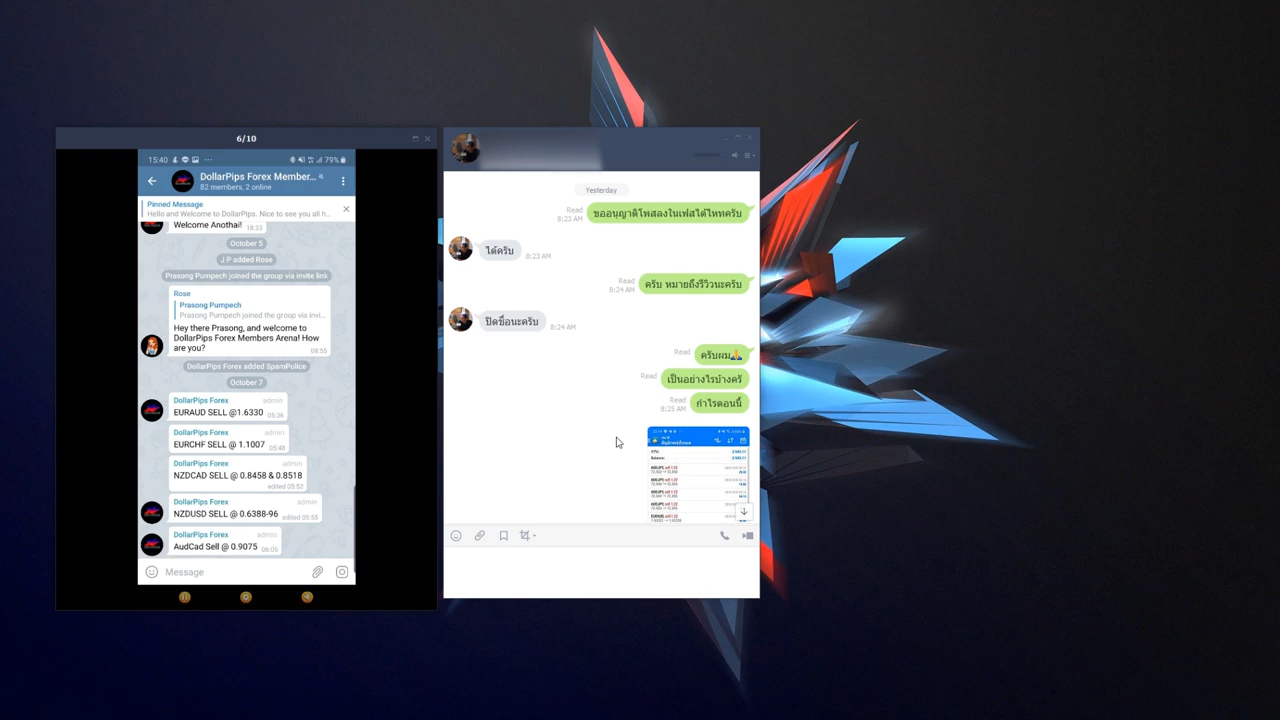 6/10
15:40
79%
DollarPips Forex Member...
82 members, 2 online
Pinned Message
Hello and Welcome to DollarPips. Nice to see you all h...
Welcome Anothai!
18:33
October 5
J P added Rose
Prasong Pumpech joined the group via invite link
Rose
Prasong Pumpech
Prasong Pumpech joined the group via invi...
Hey there Prasong, and welcome to
DollarPips Forex Members Arena! How
are you?
08:55
DollarPips Forex added SpamPolice
October 7
DollarPips Forex admin
EURAUD SELL @1.6330 05:36
DollarPips Forex admin
EURCHF SELL @ 1.1007 05:48
DollarPips Forex admin
NZDCAD SELL @ 0.8458 & 0.8518
edited 05:52
DollarPips Forex admin
NZDUSD SELL @ 0.6388-96 edited 05:55
DollarPips Forex admin
AudCad Sell @ 0.9075 06:05
Message
Yesterday
Read
8:23 AM
ขออนุญาติโพสลงในเฟสได้ไหทครับ
ได้ครับ
8:23 AM
Read
8:24 AM
ครับ หมายถึงรีวิวนะครับ
ปิดชื่อนะครับ
8:24 AM
Read
ครับผม🙏
Read
เป็นอย่างไรบ้างครั
Read
8:25 AM
กำไรตอนนี้
Balance: